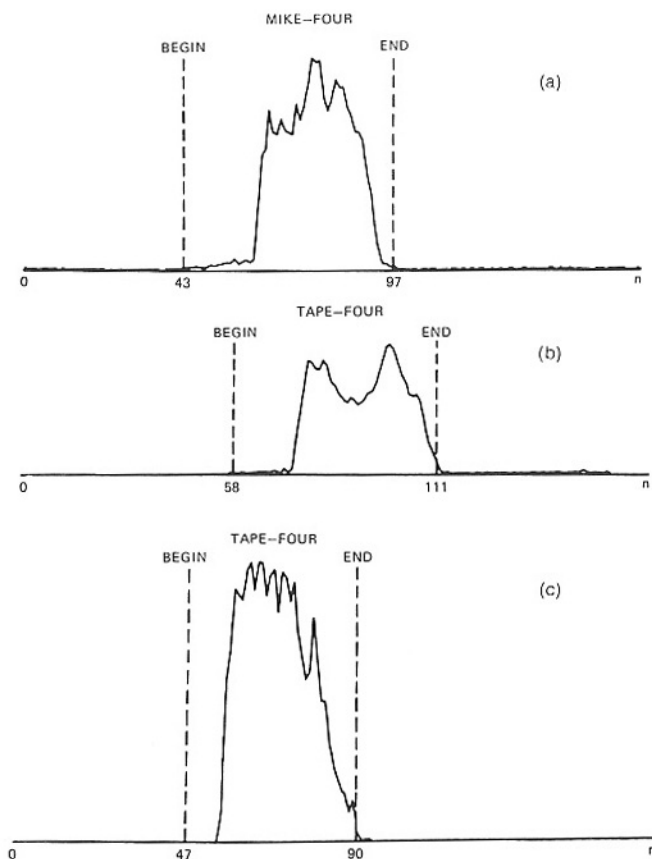 MIKE–FOUR
BEGIN END
(a)
0 43 97 n
TAPE–FOUR
BEGIN END
(b)
0 58 111 n
TAPE–FOUR
BEGIN END
(c)
0 47 90 n